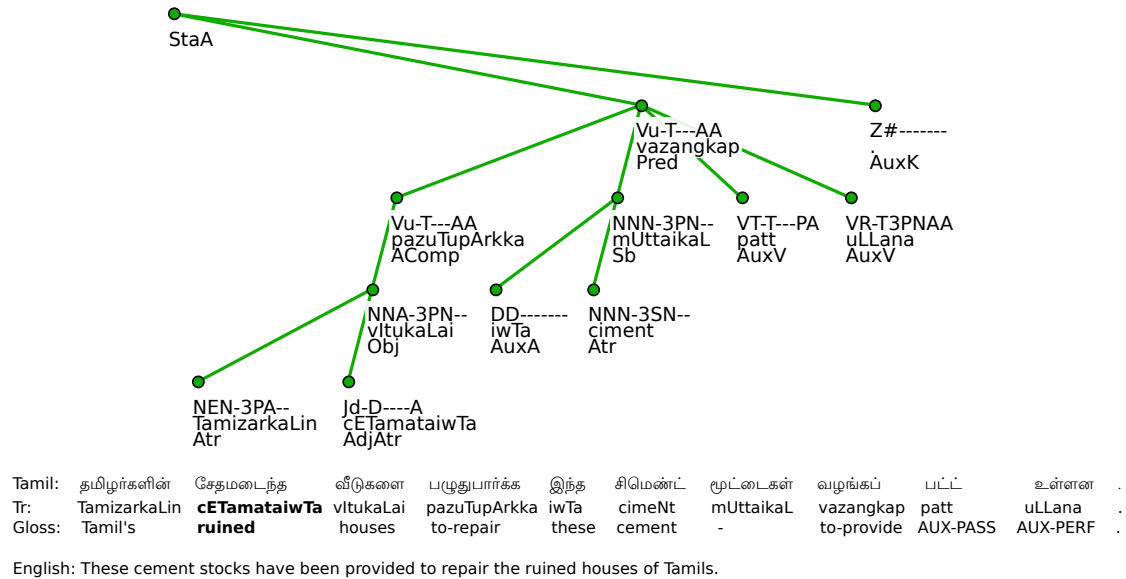 StaA
Vu-T---AA
vazangkap
Pred
Z#-------
.
AuxK
Vu-T---AA
pazuTupArkka
AComp
NNN-3PN--
mUttaikaL
Sb
VT-T---PA
patt
AuxV
VR-T3PNAA
uLLana
AuxV
NNA-3PN--
vItukaLai
Obj
DD-------
iwTa
AuxA
NNN-3SN--
ciment
Atr
NEN-3PA--
TamizarkaLin
Atr
Jd-D----A
cETamataiwTa
AdjAtr
Tamil: தமிழர்களின் சேதமடைந்த வீடுகளை பழுதுபார்க்க இந்த சிமெண்ட் மூட்டைகள் வழங்கப் பட்ட் உள்ளன .
Tr: TamizarkaLin cETamataiwTa vItukaLai pazuTupArkka iwTa cimeNt mUttaikaL vazangkap patt uLLana .
Gloss: Tamil's ruined houses to-repair these cement - to-provide AUX-PASS AUX-PERF .
English: These cement stocks have been provided to repair the ruined houses of Tamils.